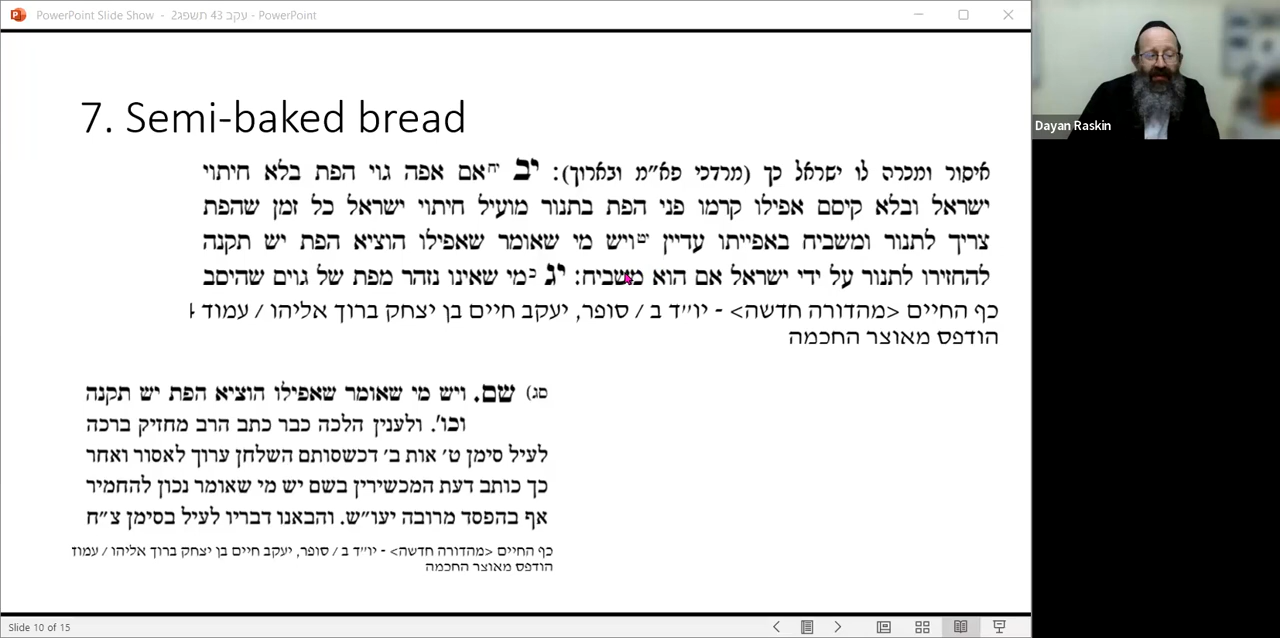 עקב 43 תשפג2 - PowerPoint Slide Show - PowerPoint
Dayan Raskin
7. Semi-baked bread
איסור ומכרה לו ישראל כך (מרדכי פא״מ ובארוך): יב יח אם אפה גוי הפת בלא חיתוי
ישראל ובלא קיסם אפילו קרמו פני הפת בתנור מועיל חיתוי ישראל כל זמן שהפת
צריך לתנור ומשביח באפייתו עדיין יט ויש מי שאומר שאפילו הוציא הפת יש תקנה
להחזירו לתנור על ידי ישראל אם הוא משביח: יג כ מי שאינו נזהר מפת של גוים שהיסב
כף החיים <מהדורה חדשה> - יו"ד ב / סופר, יעקב חיים בן יצחק ברוך אליהו / עמוד
הודפס מאוצר החכמה
סג) שם. ויש מי שאומר שאפילו הוציא הפת יש תקנה
וכו'. ולענין הלכה כבר כתב הרב מחזיק ברכה
לעיל סימן ט׳ אות ב׳ דכשסותם השלחן ערוך לאסור ואחר
כך כותב דעת המכשירין בשם יש מי שאומר נכון להחמיר
אף בהפסד מרובה יעו״ש. והבאנו דבריו לעיל בסימן צ״ח
כף החיים <מהדורה חדשה> - יו"ד ב / סופר, יעקב חיים בן יצחק ברוך אליהו / עמוד
הודפס מאוצר החכמה
Slide 10 of 15